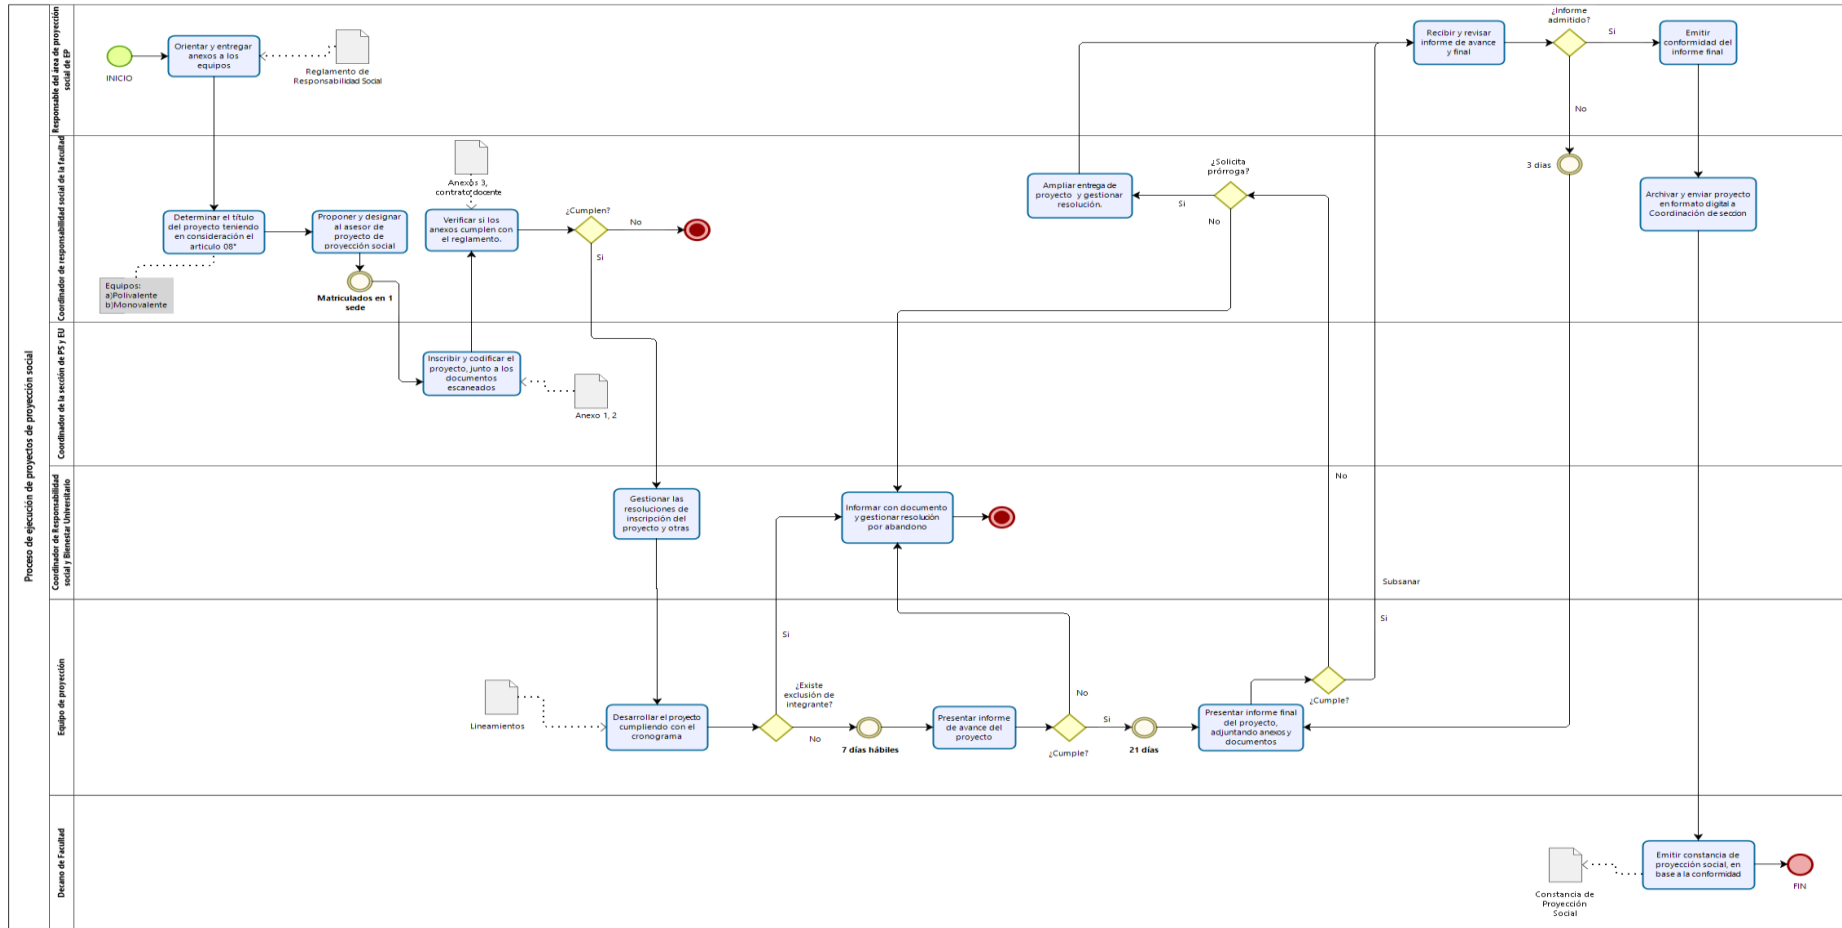 Proceso de ejecución de proyectos de proyección social
Responsable del área de proyección
social de EP
INICIO
Orientar y entregar
anexos a los
equipos
Reglamento de
Responsabilidad Social
Recibir y revisar
informe de avance
y final
¿Informe
admitido?
Si
No
Emitir
conformidad del
informe final
Coordinador de responsabilidad social de la facultad
Determinar el título
del proyecto teniendo
en consideración el
articulo 08°
Equipos:
a)Polivalente
b)Monovalente
Proponer y designar
al asesor de
proyecto de
proyección social
Matriculados en 1
sede
Anexos 3,
contrato docente
Verificar si los
anexos cumplen con
el reglamento.
¿Cumplen?
No
Si
Ampliar entrega de
proyecto y gestionar
resolución.
¿Solicita
prórroga?
Si
No
3 dias
Archivar y enviar proyecto
en formato digital a
Coordinación de seccion
Coordinador de la sección de PS y EU
Inscribir y codificar el
proyecto, junto a los
documentos
escaneados
Anexo 1, 2
Coordinador de Responsabilidad
social y Bienestar Universitario
Gestionar las
resoluciones de
inscripción del
proyecto y otras
Informar con documento
y gestionar resolución
por abandono
No
Subsanar
Equipo de proyección
Lineamientos
Desarrollar el proyecto
cumpliendo con el
cronograma
Si
¿Existe
exclusión de
integrante?
No
7 días hábiles
Presentar informe
de avance del
proyecto
No
Si
¿Cumple?
21 días
Presentar informe final
del proyecto,
adjuntando anexos y
documentos
Si
¿Cumple?
Decano de Facultad
Constancia de
Proyección
Social
Emitir constancia de
proyección social, en
base a la conformidad
FIN